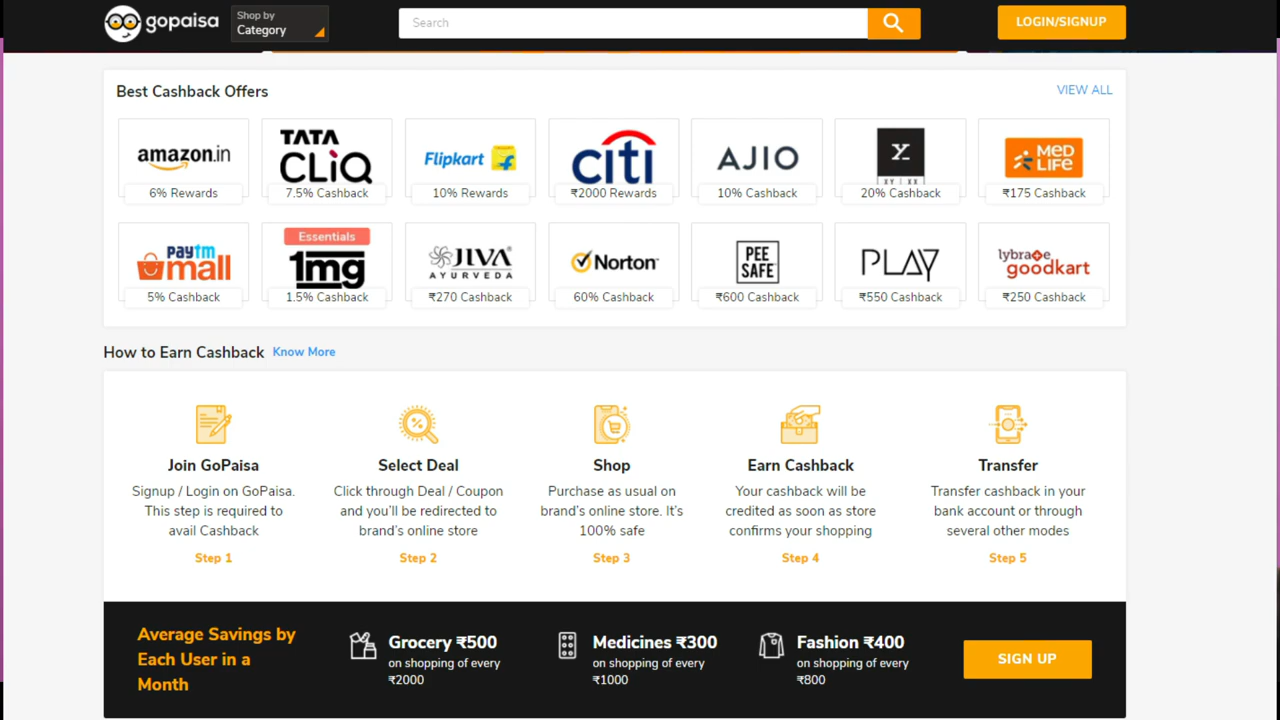 gopaisa
Shop by
Category
Search
LOGIN/SIGNUP
Best Cashback Offers
VIEW ALL
amazon.in
6% Rewards
TATA
CLiQ
7.5% Cashback
Flipkart
10% Rewards
citi
₹2000 Rewards
AJIO
10% Cashback
XY | XX
20% Cashback
MED
LIFE
₹175 Cashback
paytm
mall
5% Cashback
Essentials
1mg
1.5% Cashback
JIVA
AYURVEDA
₹270 Cashback
Norton
60% Cashback
PEE
SAFE
₹600 Cashback
PLAY
₹550 Cashback
lybrate
goodkart
₹250 Cashback
How to Earn Cashback Know More
Join GoPaisa
Signup / Login on GoPaisa.
This step is required to
avail Cashback
Step 1
Select Deal
Click through Deal / Coupon
and you'll be redirected to
brand's online store
Step 2
Shop
Purchase as usual on
brand's online store. It's
100% safe
Step 3
Earn Cashback
Your cashback will be
credited as soon as store
confirms your shopping
Step 4
Transfer
Transfer cashback in your
bank account or through
several other modes
Step 5
Average Savings by
Each User in a
Month
Grocery ₹500
on shopping of every
₹2000
Medicines ₹300
on shopping of every
₹1000
Fashion ₹400
on shopping of every
₹800
SIGN UP